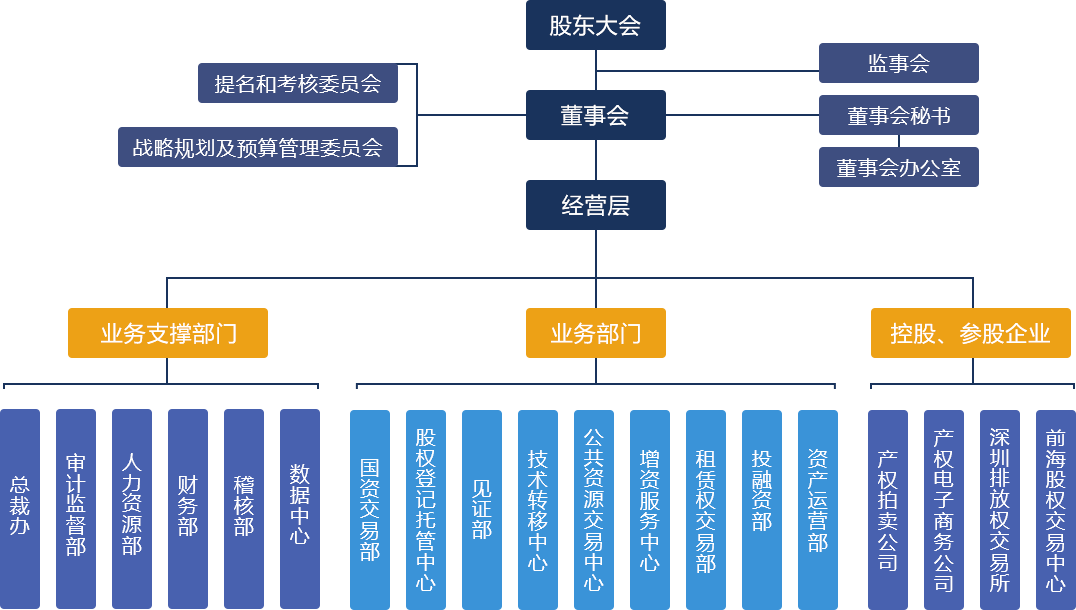 股东大会
监事会
提名和考核委员会
董事会
董事会秘书
战略规划及预算管理委员会
董事会办公室
经营层
业务支撑部门
业务部门
控股、参股企业
总裁办
审计监督部
人力资源部
财务部
稽核部
数据中心
国资交易部
股权登记托管中心
见证部
技术转移中心
公共资源交易中心
增资服务中心
租赁权交易部
投融资部
资产运营部
产权拍卖公司
产权电子商务公司
深圳排放权交易所
前海股权交易中心